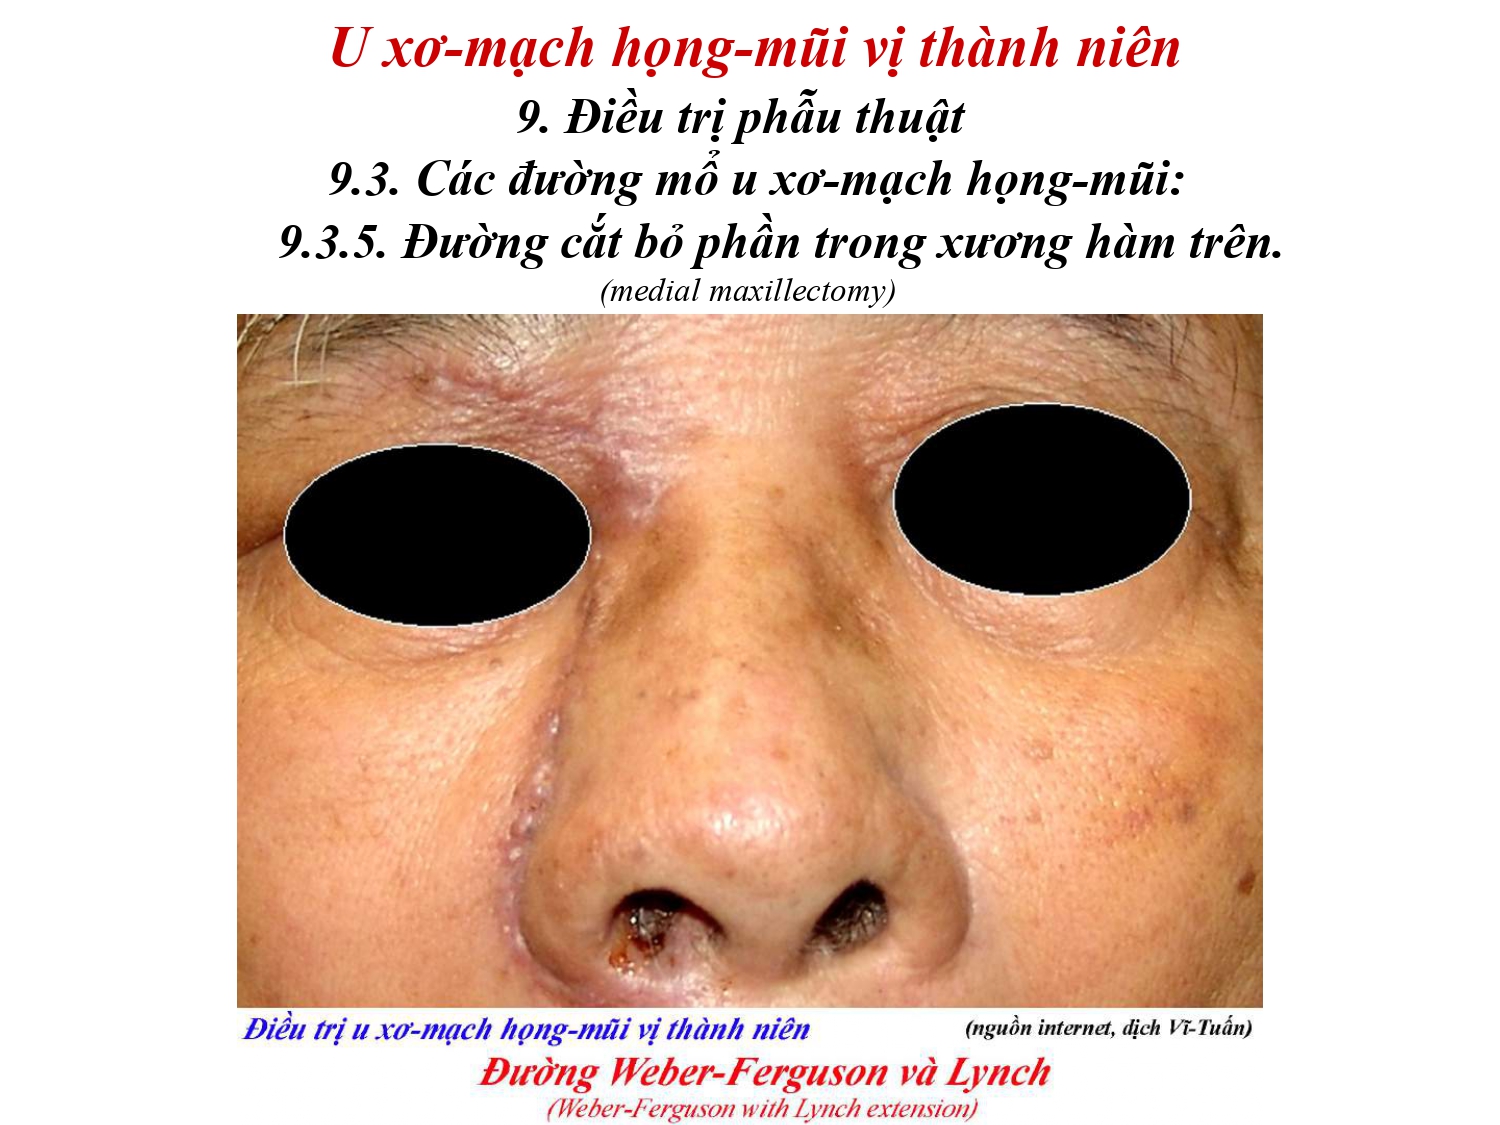 U xơ-mạch họng-mũi vị thành niên
9. Điều trị phẫu thuật
9.3. Các đường mổ u xơ-mạch họng-mũi:
9.3.5. Đường cắt bỏ phần trong xương hàm trên.
(medial maxillectomy)
Điều trị u xơ-mạch họng-mũi vị thành niên (nguồn internet, dịch Vĩ-Tuấn)
Đường Weber-Ferguson và Lynch
(Weber-Ferguson with Lynch extension)